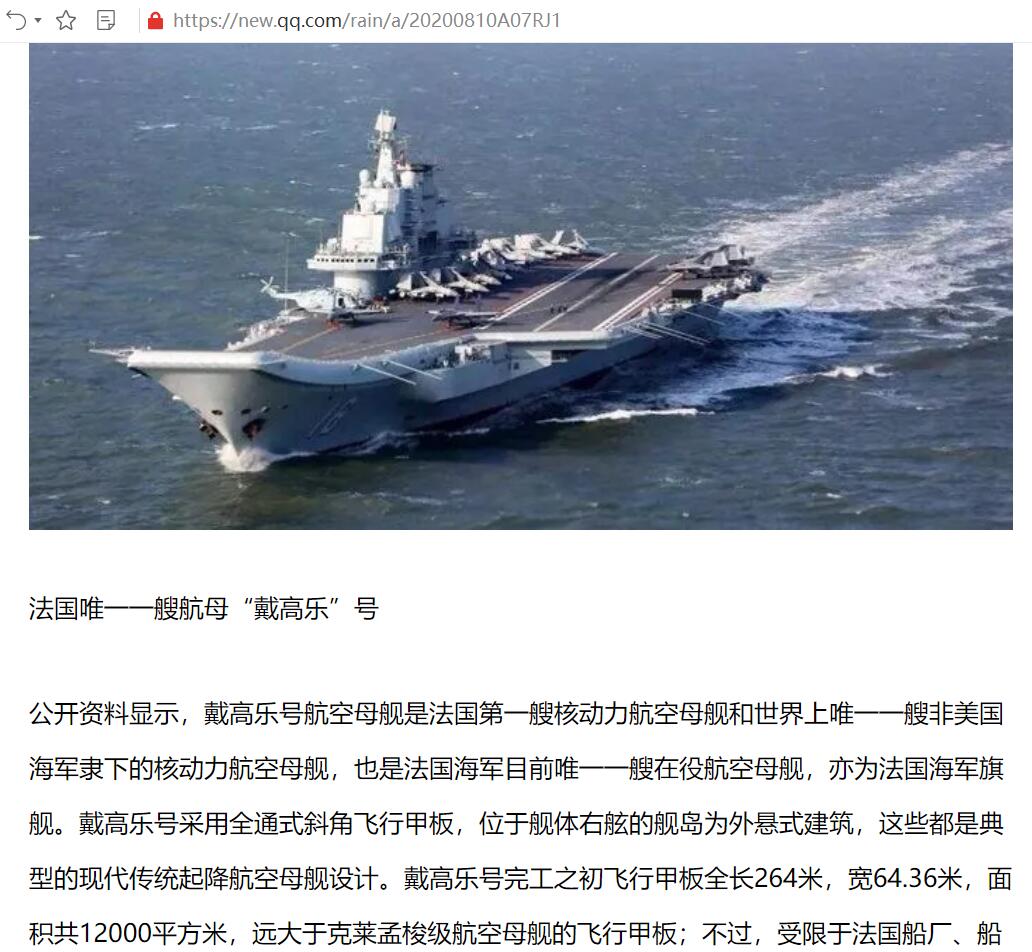 https://new.qq.com/rain/a/20200810A07RJ1
16
法国唯一一艘航母“戴高乐”号
公开资料显示，戴高乐号航空母舰是法国第一艘核动力航空母舰和世界上唯一一艘非美国
海军隶下的核动力航空母舰，也是法国海军目前唯一一艘在役航空母舰，亦为法国海军旗
舰。戴高乐号采用全通式斜角飞行甲板，位于舰体右舷的舰岛为外悬式建筑，这些都是典
型的现代传统起降航空母舰设计。戴高乐号完工之初飞行甲板全长264米，宽64.36米，面
积共12000平方米，远大于克莱孟梭级航空母舰的飞行甲板；不过，受限于法国船厂、船